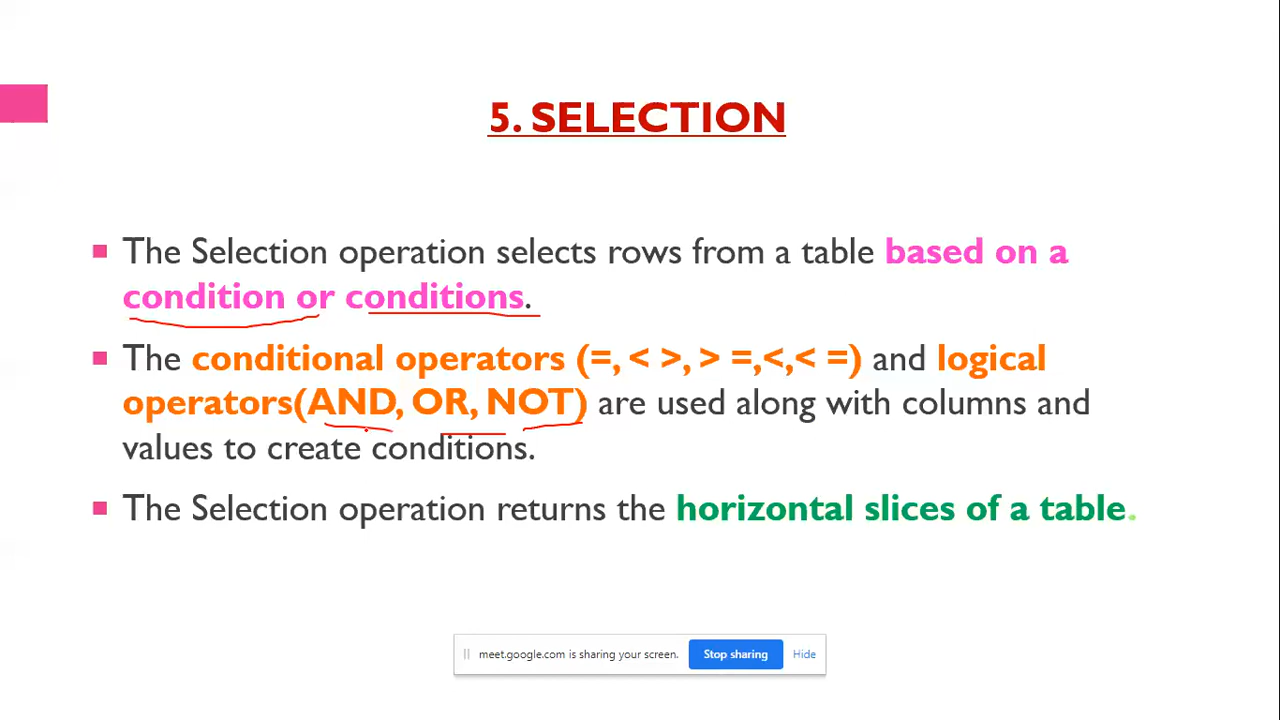 5. SELECTION
The Selection operation selects rows from a table based on a
condition or conditions.
The conditional operators (=, < >, > =,<,< =) and logical
operators(AND, OR, NOT) are used along with columns and
values to create conditions.
The Selection operation returns the horizontal slices of a table.
meet.google.com is sharing your screen. Stop sharing Hide